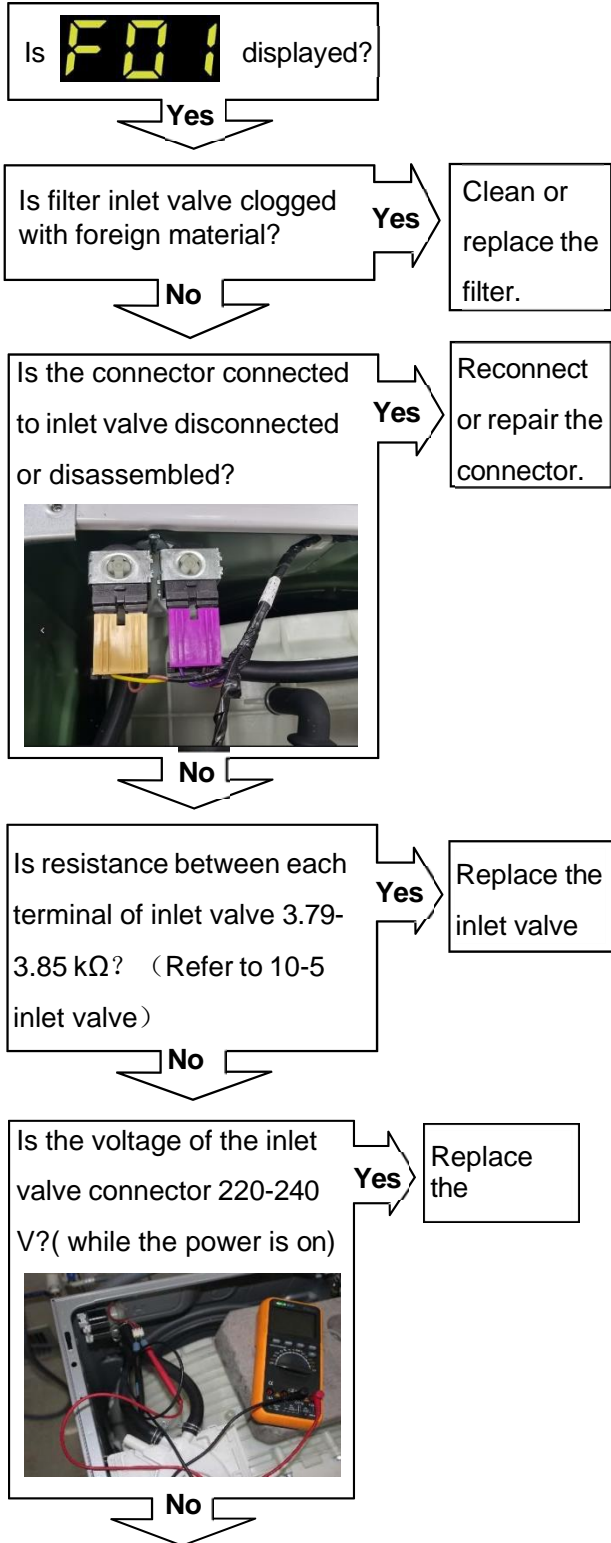 Is F01 displayed?
Yes
Is filter inlet valve clogged
with foreign material?
Yes
Clean or
replace the
filter.
No
Is the connector connected
to inlet valve disconnected
or disassembled?
Yes
Reconnect
or repair the
connector.
No
Is resistance between each
terminal of inlet valve 3.79-
3.85 kΩ? （Refer to 10-5
inlet valve）
Yes
Replace the
inlet valve
No
Is the voltage of the inlet
valve connector 220-240
V?( while the power is on)
Yes
Replace
the
No